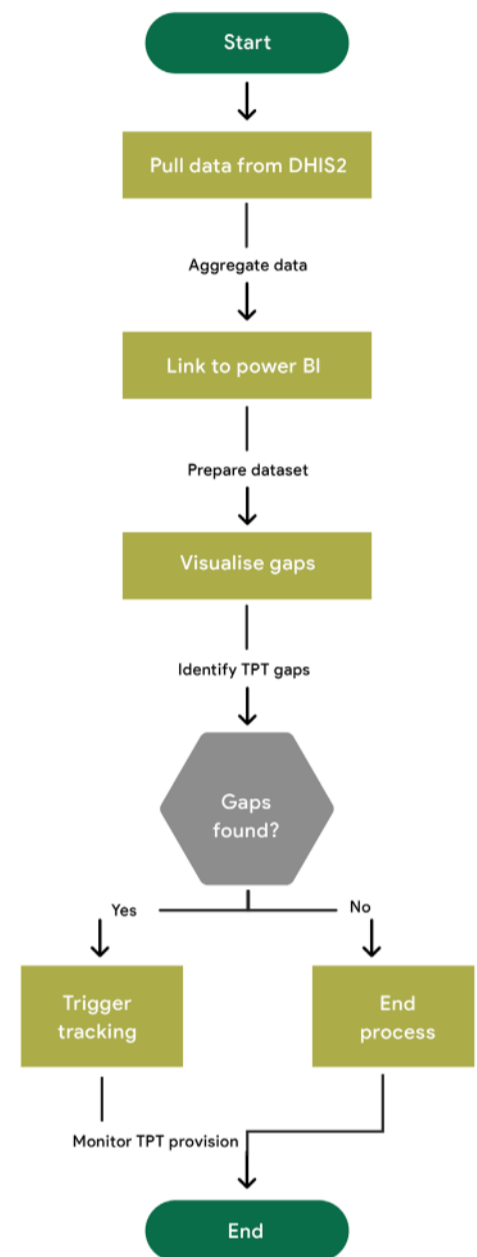 Start
Pull data from DHIS2
Aggregate data
Link to power BI
Prepare dataset
Visualise gaps
Identify TPT gaps
Gaps
found?
Yes
No
Trigger
tracking
End
process
Monitor TPT provision
End